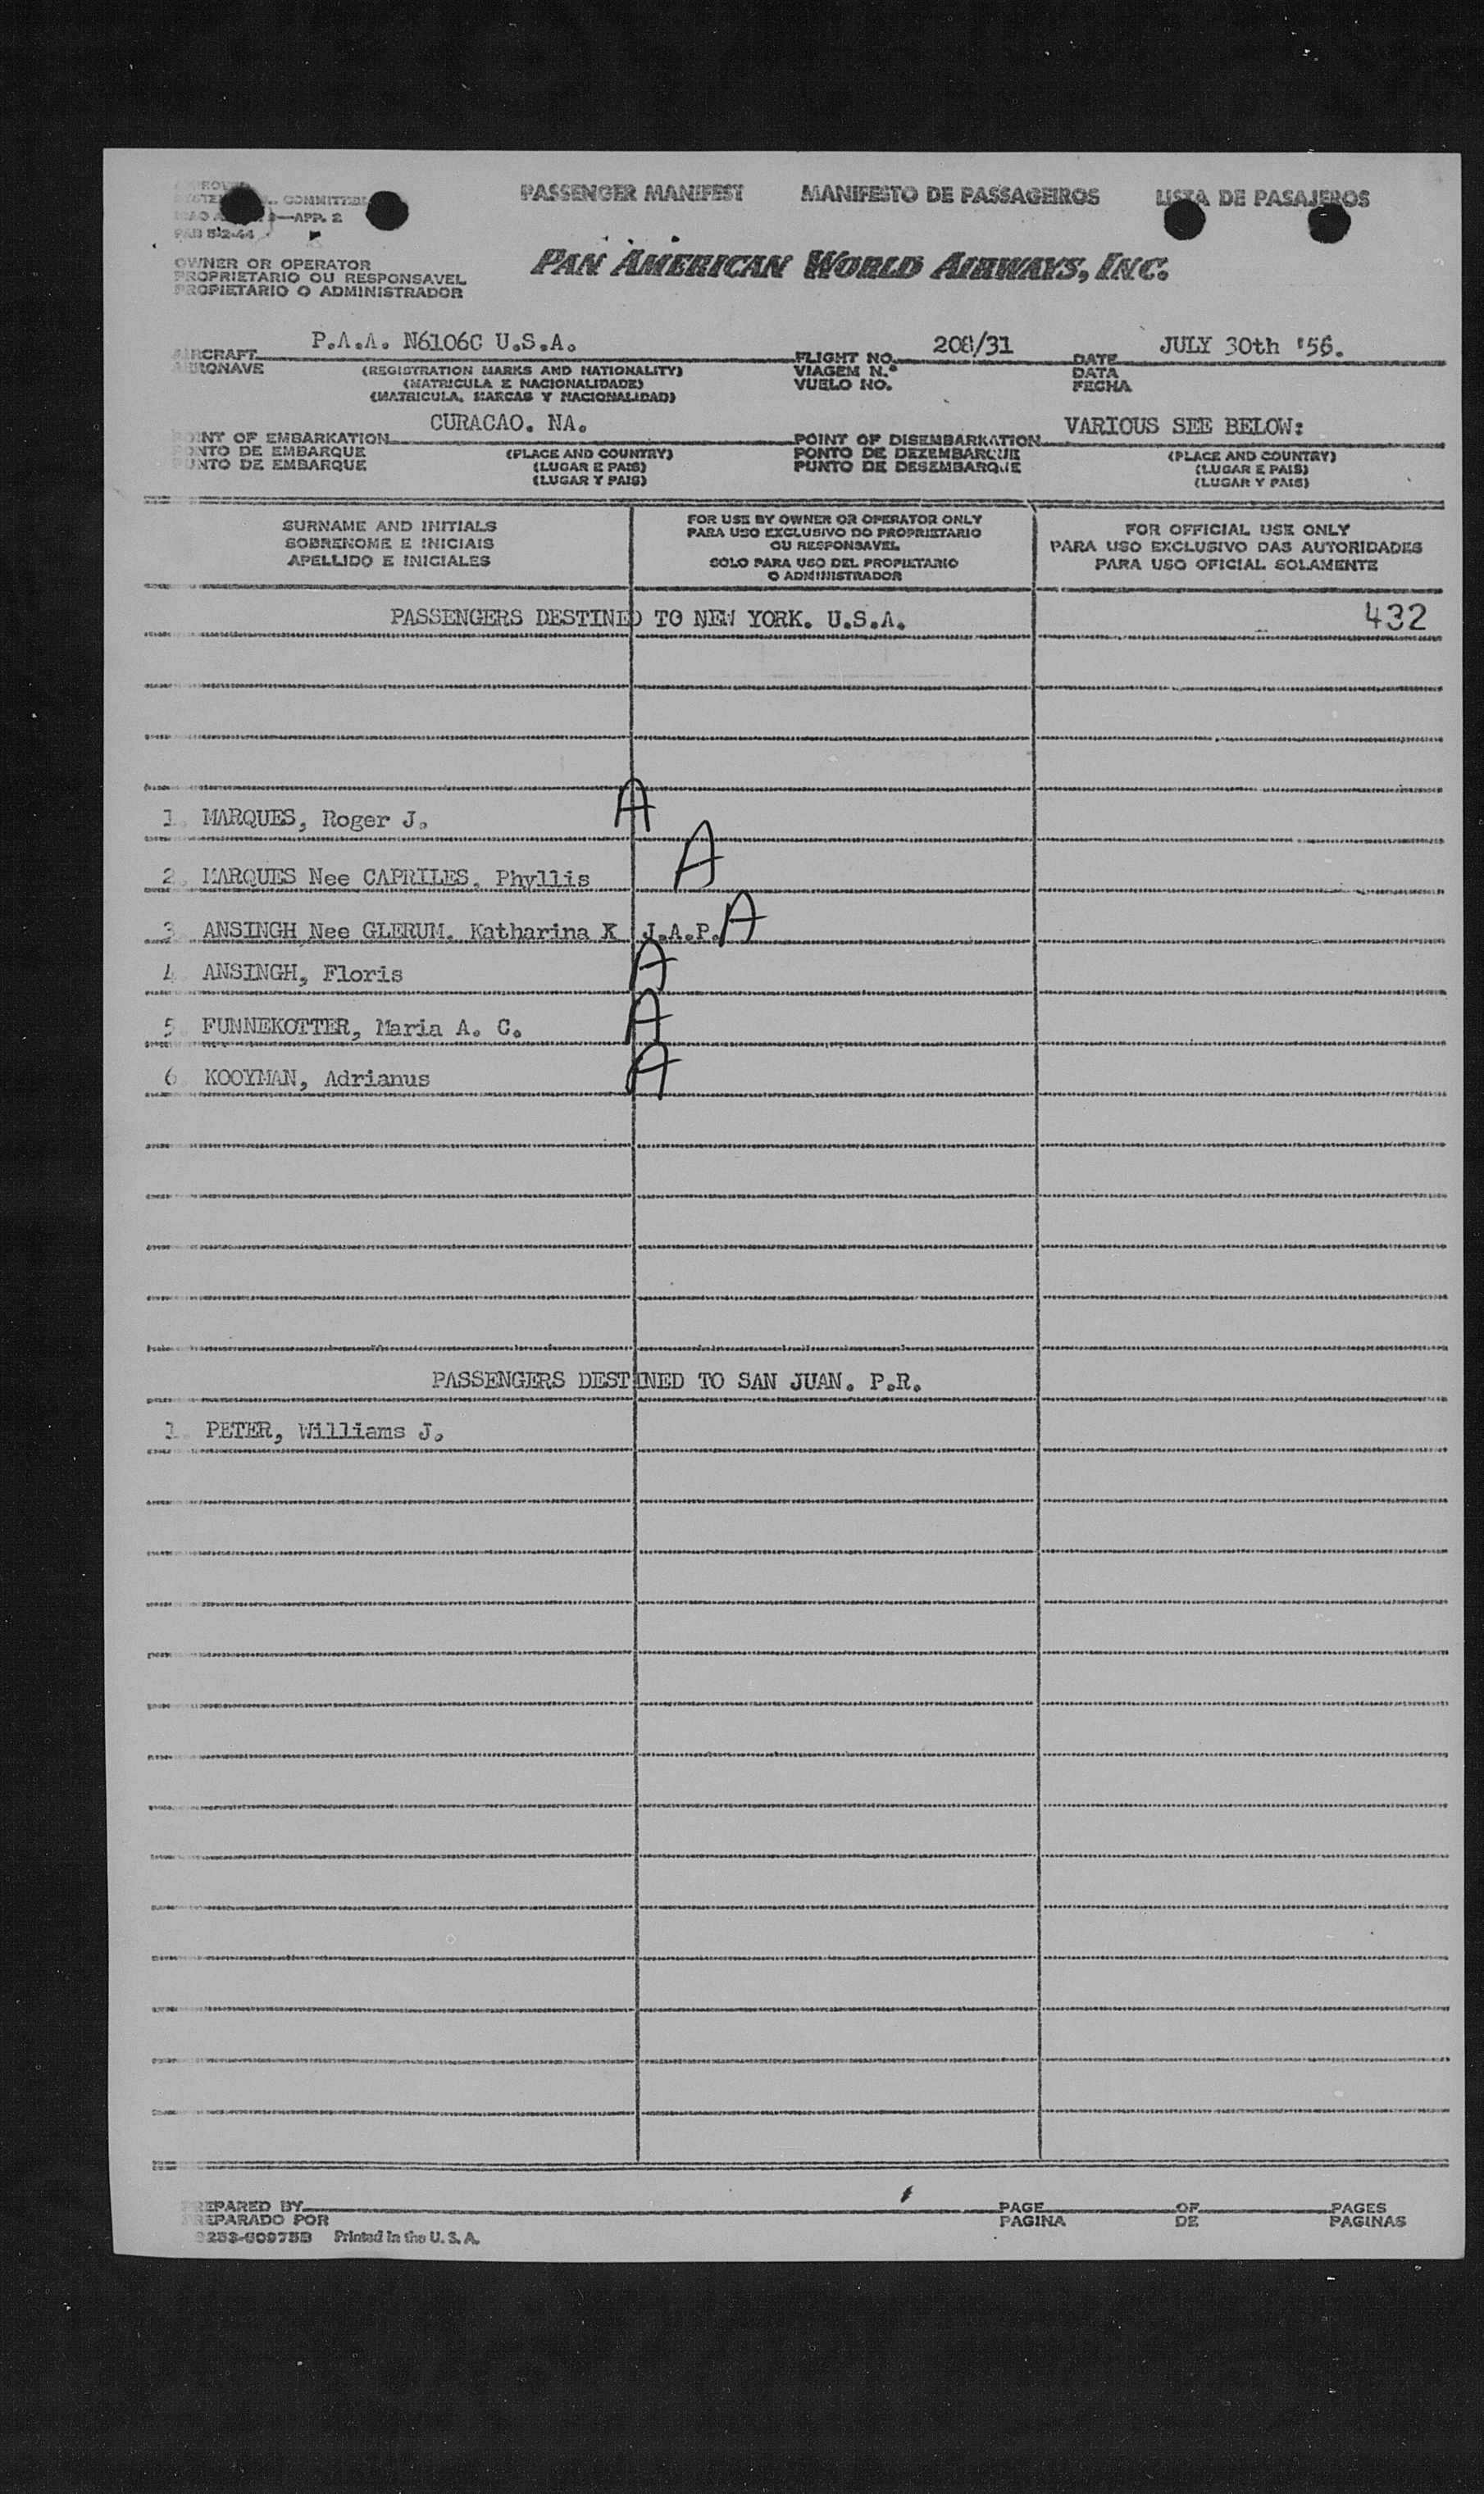 PASSENGER MANIFEST MANIFESTO DE PASSAGEIROS LISTA DE PASAJEROS
COMMITTEE
—APP. 2
PAN AMERICAN WORLD AIRWAYS, INC.
OWNER OR OPERATOR
PROPRIETARIO OU RESPONSAVEL
PROPIETARIO O ADMINISTRADOR
AIRCRAFT P.A.A. N6106C U.S.A. FLIGHT NO. 208/31 DATE JULY 30th '56.
AERONAVE (REGISTRATION MARKS AND NATIONALITY) VIAGEM N.º DATA
(MATRICULA E NACIONALIDADE) VUELO NO. FECHA
(MATRICULA, MARCAS Y NACIONALIDAD)
POINT OF EMBARKATION CURACAO. NA. POINT OF DISEMBARKATION VARIOUS SEE BELOW:
PONTO DE EMBARQUE (PLACE AND COUNTRY) PONTO DE DEZEMBARQUE (PLACE AND COUNTRY)
PUNTO DE EMBARQUE (LUGAR E PAIS) PUNTO DE DESEMBARQUE (LUGAR E PAIS)
(LUGAR Y PAIS) (LUGAR Y PAIS)
SURNAME AND INITIALS
SOBRENOME E INICIAIS
APELLIDO E INICIALES
FOR USE BY OWNER OR OPERATOR ONLY
PARA USO EXCLUSIVO DO PROPRIETARIO
OU RESPONSAVEL
SOLO PARA USO DEL PROPIETARIO
O ADMINISTRADOR
FOR OFFICIAL USE ONLY
PARA USO EXCLUSIVO DAS AUTORIDADES
PARA USO OFICIAL SOLAMENTE
PASSENGERS DESTINED TO NEW YORK. U.S.A. 432
1. MARQUES, Roger J. A
2. MARQUES Nee CAPRILES. Phyllis A
3. ANSINGH Nee GLERUM. Katharina X J.A.P. A
4. ANSINGH, Floris A
5. FUNNEKOTTER, Maria A. C. A
6. KOOYMAN, Adrianus A
PASSENGERS DESTINED TO SAN JUAN. P.R.
1. PETER, Williams J.
PREPARED BY PAGE OF PAGES
PREPARADO POR PAGINA DE PAGINAS
Printed in the U. S. A.